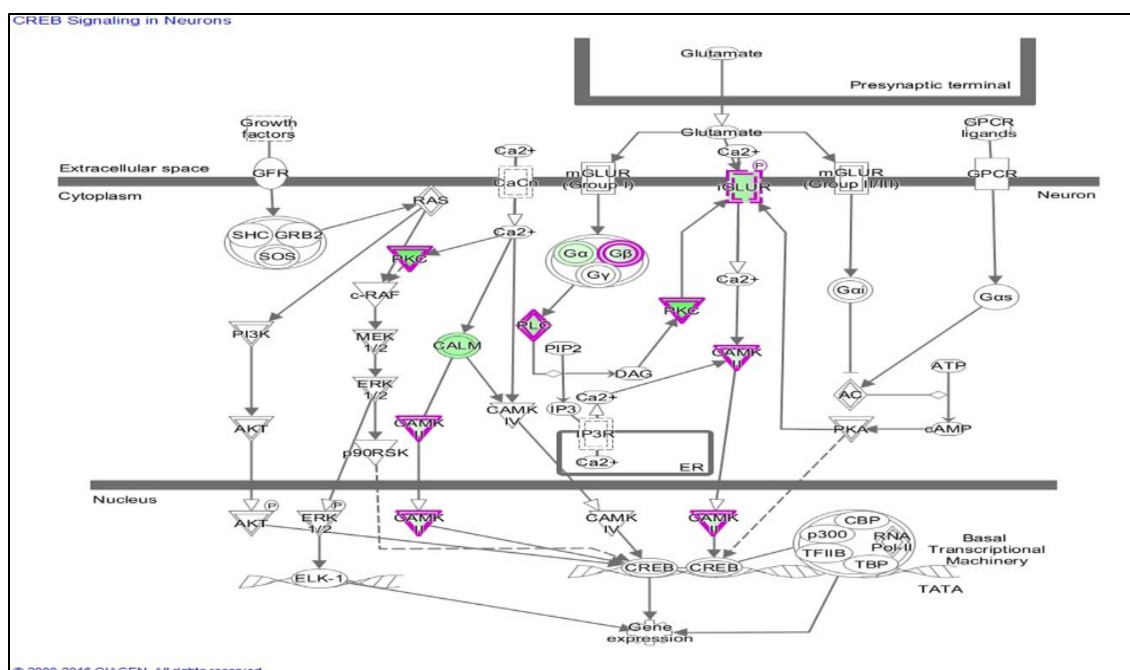 CREB Signaling in Neurons
Glutamate
Presynaptic terminal
Growth
factors
Glutamate
GPCR
ligands
Ca2+
Ca2+
P
Extracellular space
GFR
CaCn
mGLUR
(Group I)
iGLUR
mGLUR
(Group II/III)
GPCR
Cytoplasm
Neuron
RAS
SHC
GRB2
SOS
Ca2+
PKC
Gα
Gβ
Gγ
Ca2+
c-RAF
Gαi
Gαs
PI3K
MEK
1/2
CALM
PLC
PKC
PIP2
DAG
CAMK
II
ATP
ERK
1/2
Ca2+
AC
AKT
CAMK
II
CAMK
IV
IP3
IP3R
PKA
cAMP
p90RSK
Ca2+
ER
Nucleus
P
P
AKT
ERK
1/2
CAMK
II
CAMK
IV
CAMK
II
CBP
p300
RNA
Pol-II
TFIIB
TBP
Basal
Transcriptional
Machinery
ELK-1
CREB
CREB
TATA
Gene
expression